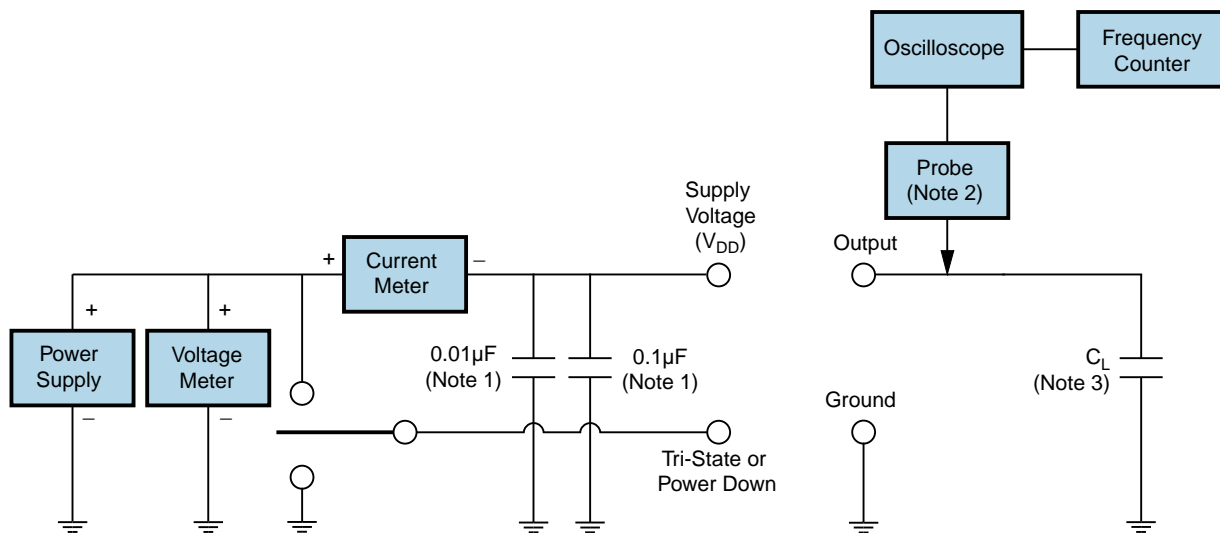 Oscilloscope
Frequency
Counter
Probe
(Note 2)
Supply
Voltage
(VDD)
Output
+
Current
Meter
–
+
+
Power
Supply
Voltage
Meter
0.01µF
(Note 1)
0.1µF
(Note 1)
CL
(Note 3)
–
–
Ground
Tri-State or
Power Down